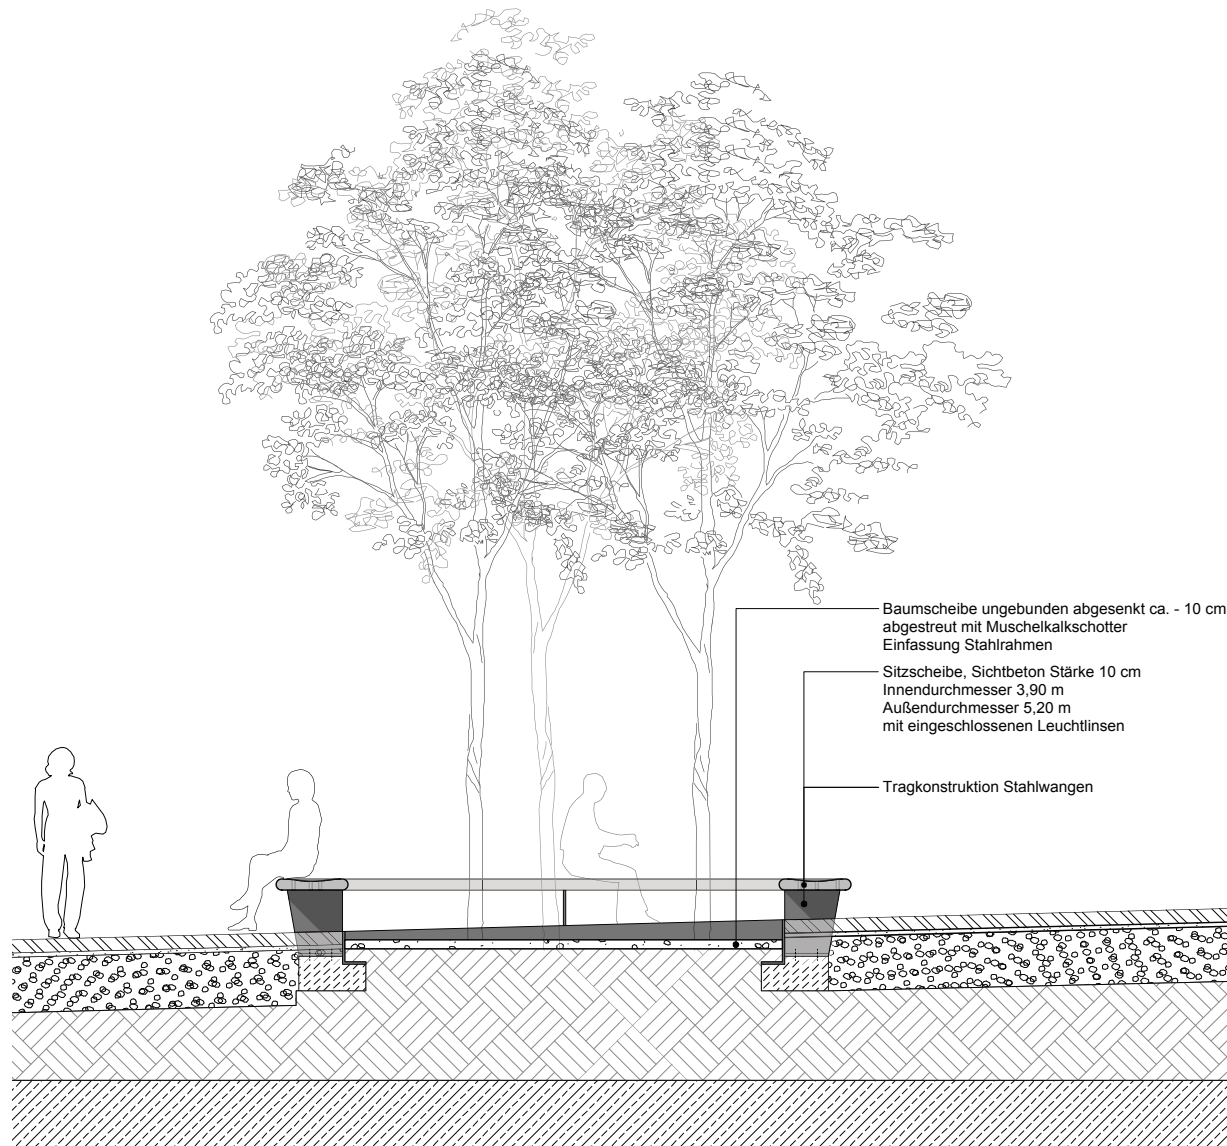 Baumscheibe ungebunden abgesenkt ca. - 10 cm
abgestreut mit Muschelkalkschotter
Einfassung Stahlrahmen
Sitzscheibe, Sichtbeton Stärke 10 cm
Innendurchmesser 3,90 m
Außendurchmesser 5,20 m
mit eingeschlossenen Leuchtlinsen
Tragkonstruktion Stahlwangen